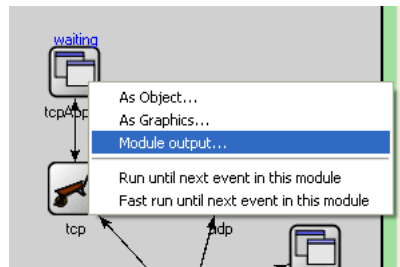 waiting
As Object...
tcpApp
As Graphics...
Module output...
Run until next event in this module
Fast run until next event in this module
tcp